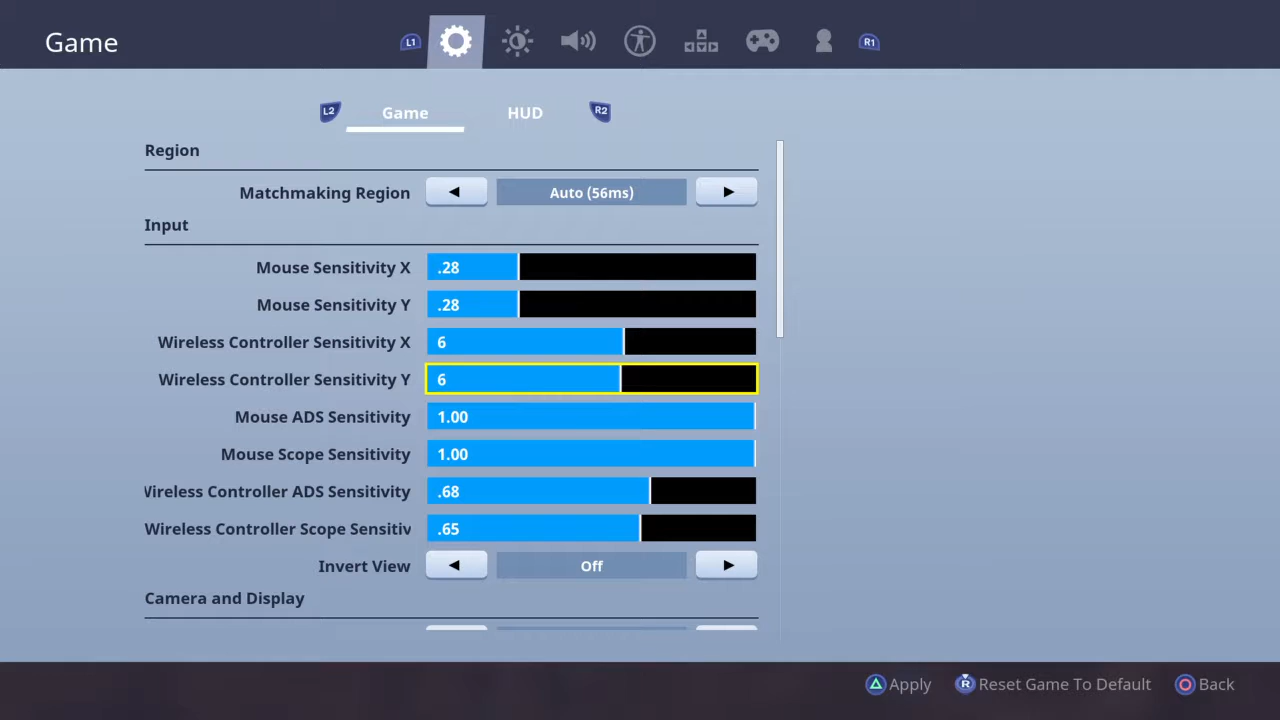 Game
L1
R1
L2
Game
HUD
R2
Region
Matchmaking Region
Auto (56ms)
Input
Mouse Sensitivity X
.28
Mouse Sensitivity Y
.28
Wireless Controller Sensitivity X
6
Wireless Controller Sensitivity Y
6
Mouse ADS Sensitivity
1.00
Mouse Scope Sensitivity
1.00
Wireless Controller ADS Sensitivity
.68
Wireless Controller Scope Sensitiv
.65
Invert View
Off
Camera and Display
Apply
R
Reset Game To Default
Back